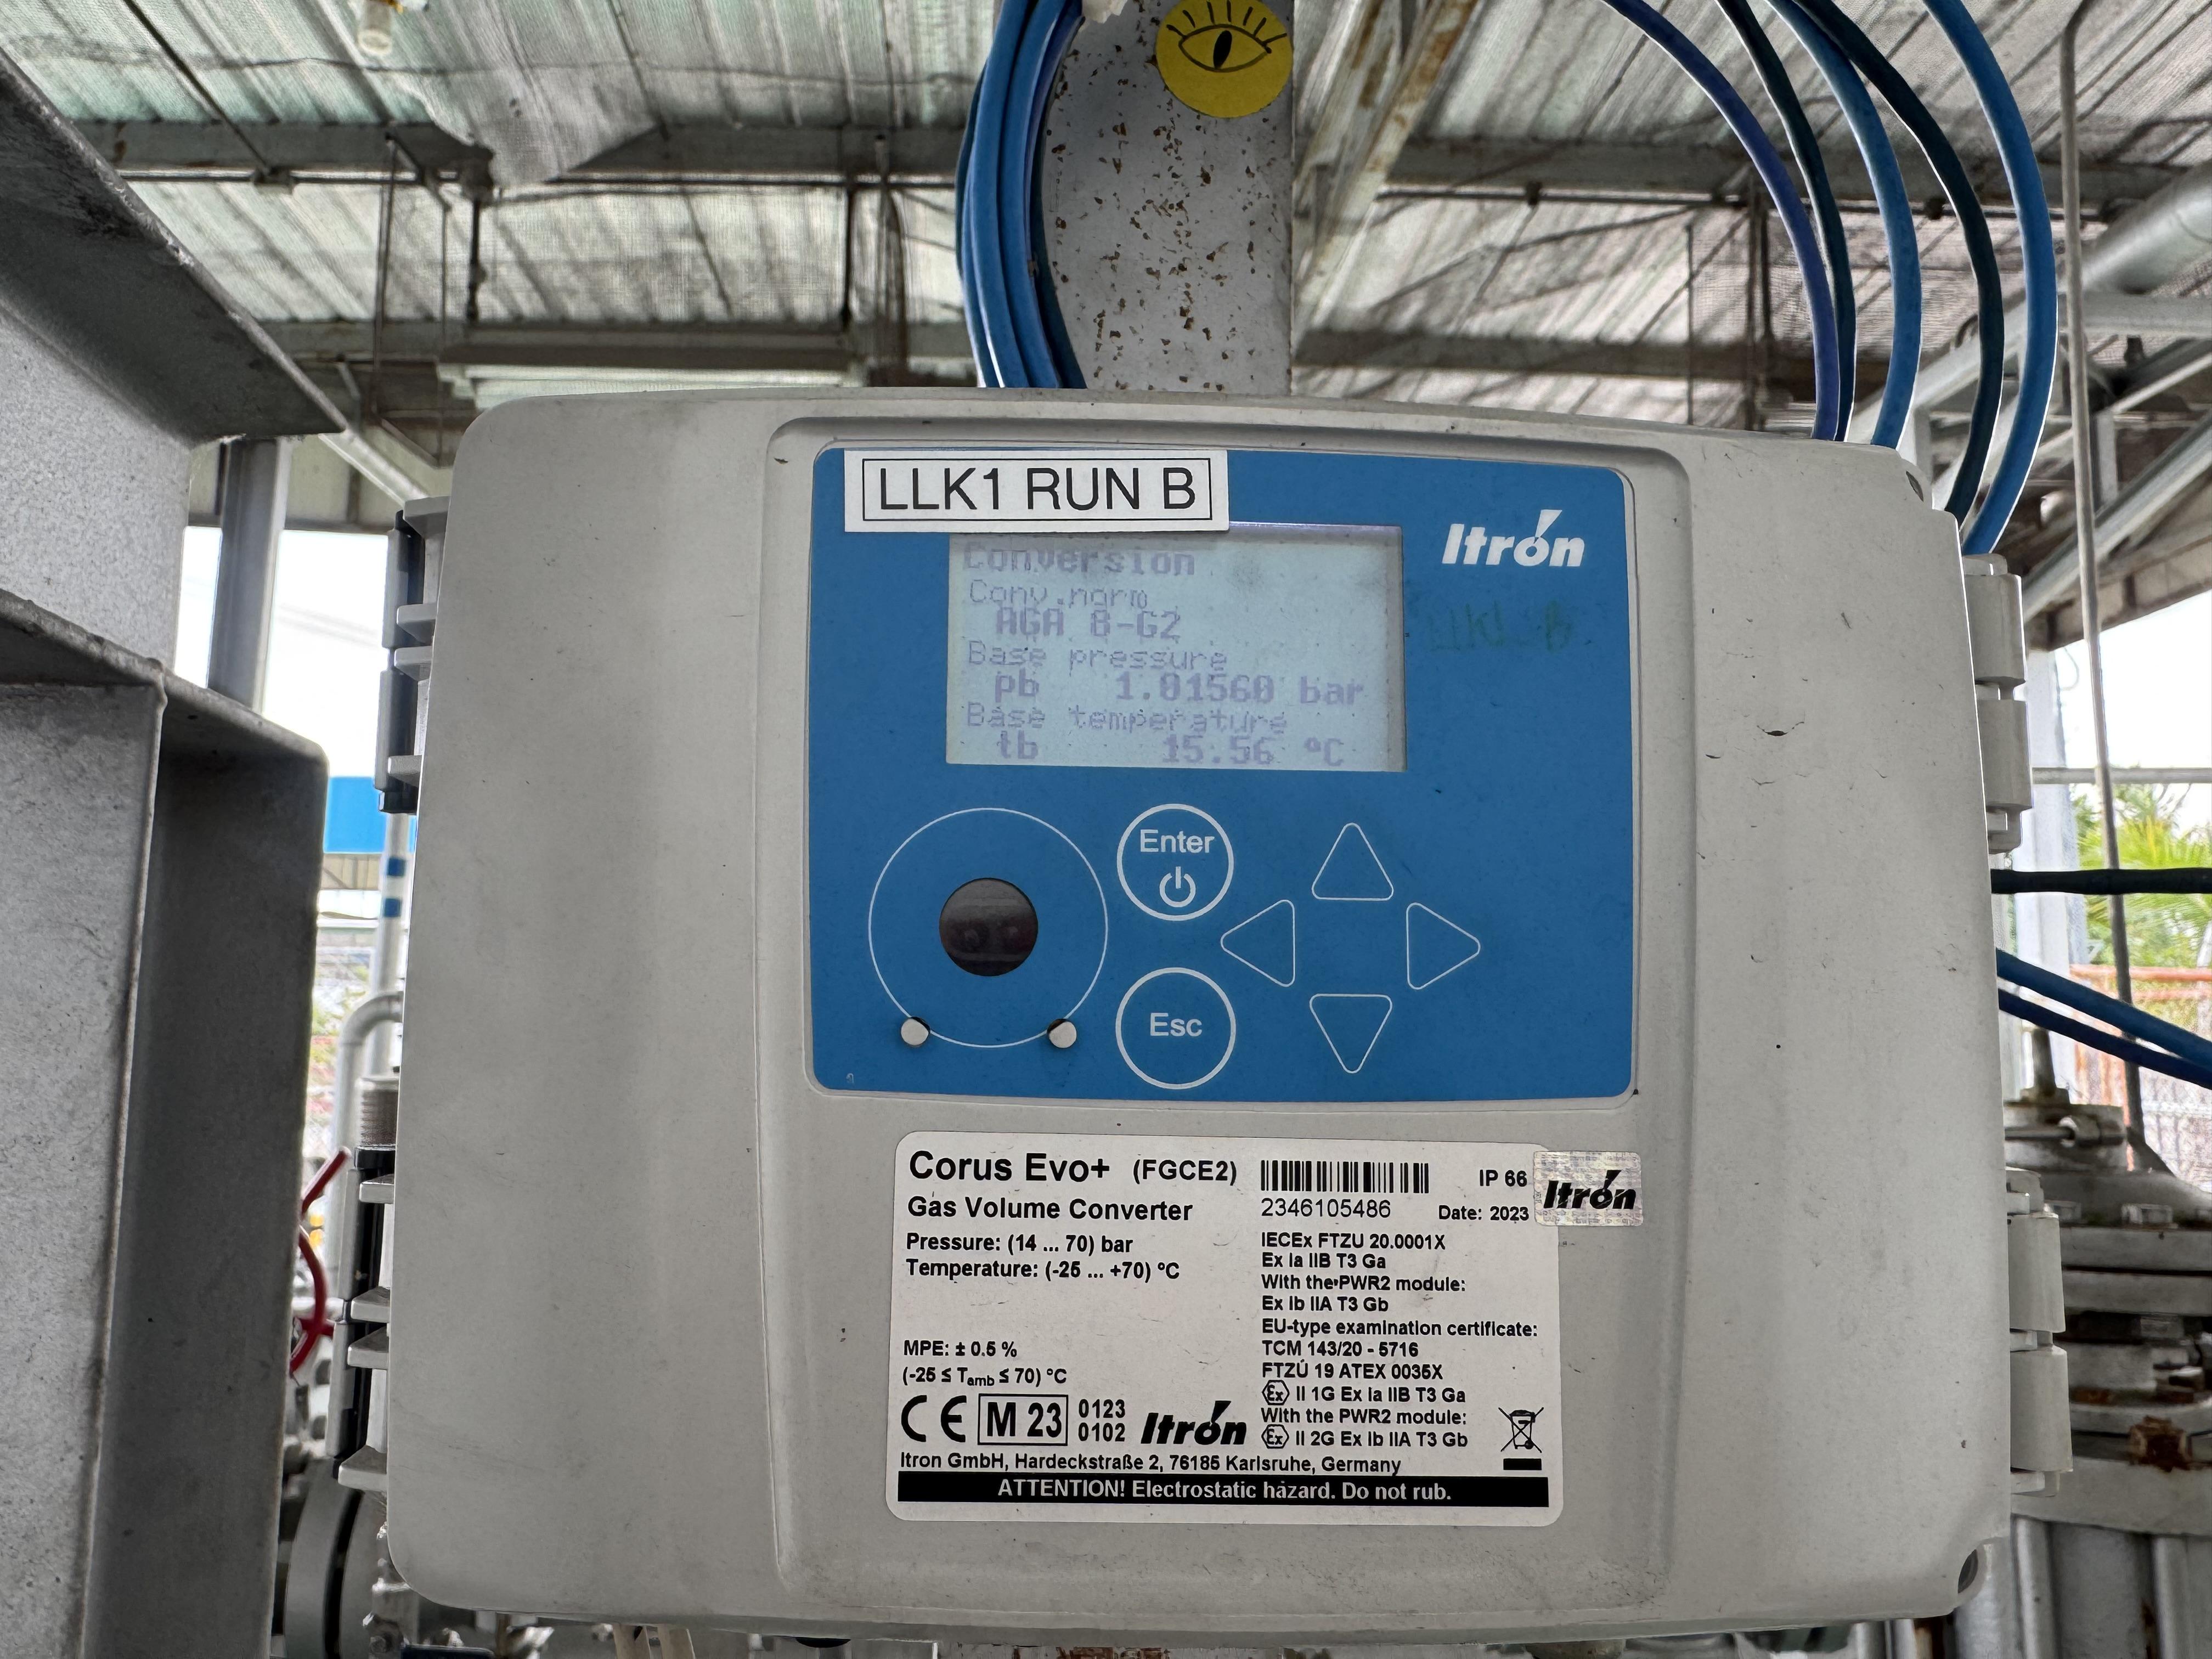 LLK1 RUN B
Itrón
Conversion
Conv.norm
AGA 8-G2
Base pressure
pb 1.01560 bar
Base temperature
tb 15.56 °C
Enter
Esc
Corus Evo+ (FGCE2)
Gas Volume Converter
Pressure: (14 ... 70) bar
Temperature: (-25 ... +70) °C
MPE: ± 0.5 %
(-25 ≤ Tamb ≤ 70) °C
CE M 23 0123
0102 Itrón
2346105486
IP 66
Date: 2023
Itrón
IECEx FTZU 20.0001X
Ex ia IIB T3 Ga
With the PWR2 module:
Ex ib IIA T3 Gb
EU-type examination certificate:
TCM 143/20 - 5716
FTZÚ 19 ATEX 0035X
Ex II 1G Ex ia IIB T3 Ga
With the PWR2 module:
Ex II 2G Ex ib IIA T3 Gb
Itron GmbH, Hardeckstraße 2, 76185 Karlsruhe, Germany
ATTENTION! Electrostatic hazard. Do not rub.